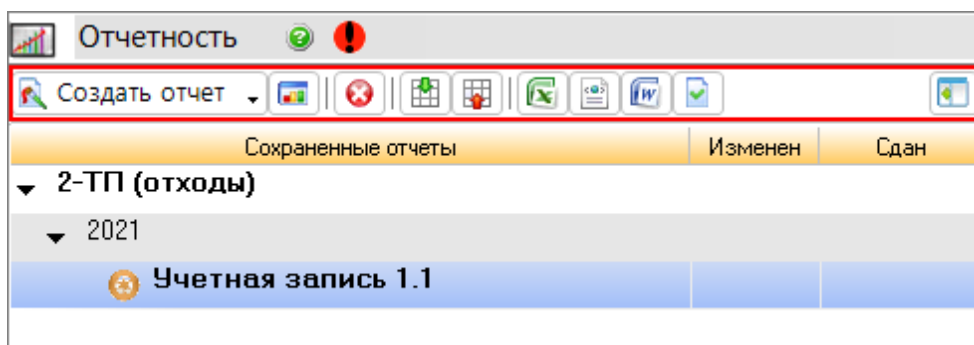 Отчетность
Создать отчет
Сохраненные отчеты Изменен Сдан
2-ТП (отходы)
2021
Учетная запись 1.1